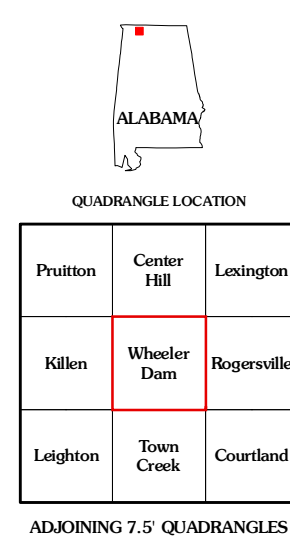 ALABAMA
QUADRANGLE LOCATION
Pruitton
Center
Hill
Lexington
Killen
Wheeler
Dam
Rogersville
Leighton
Town
Creek
Courtland
ADJOINING 7.5' QUADRANGLES